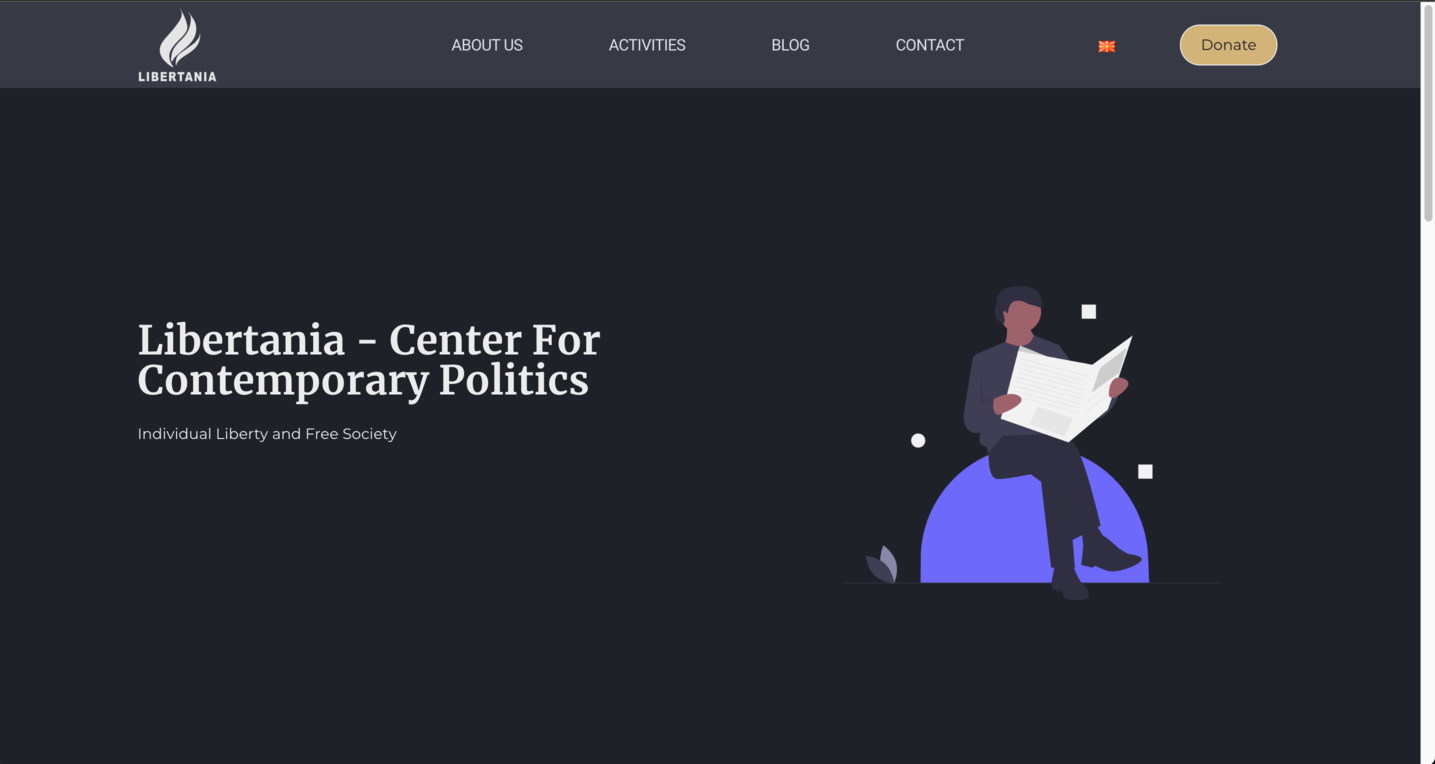 LIBERTANIA
ABOUT US
ACTIVITIES
BLOG
CONTACT
Donate
Libertania - Center For
Contemporary Politics
Individual Liberty and Free Society